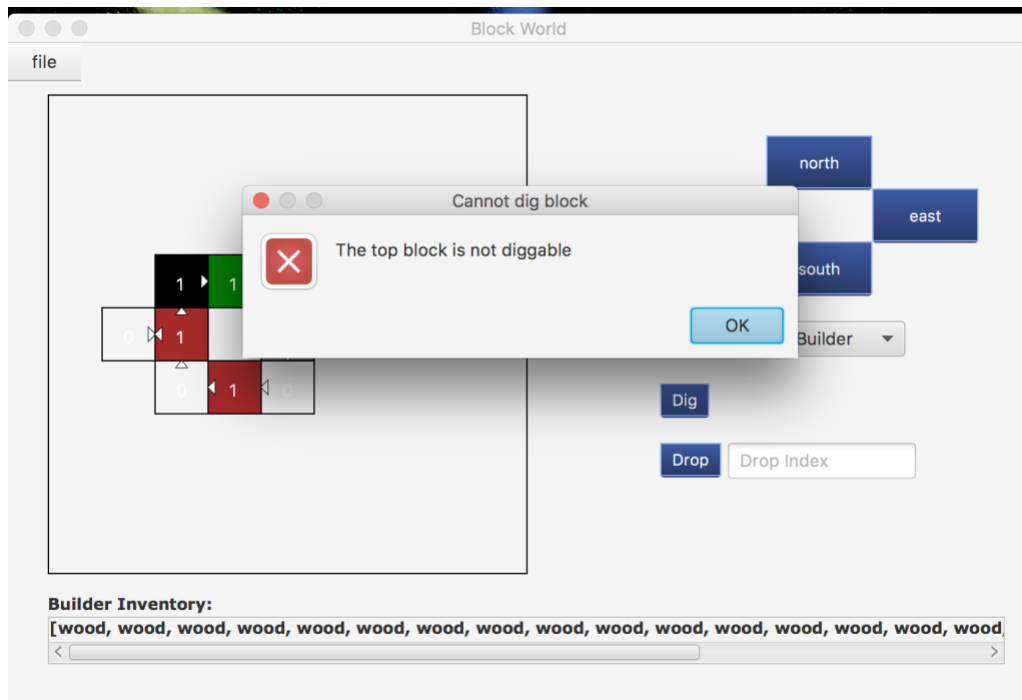 Block World
file
north
Cannot dig block
east
The top block is not diggable
south
1 1
OK
0 1
Builder
0 1 0
Dig
Drop Drop Index
Builder Inventory:
[wood, wood, wood, wood, wood, wood, wood, wood, wood, wood, wood, wood, wood, wood, wood, wood,